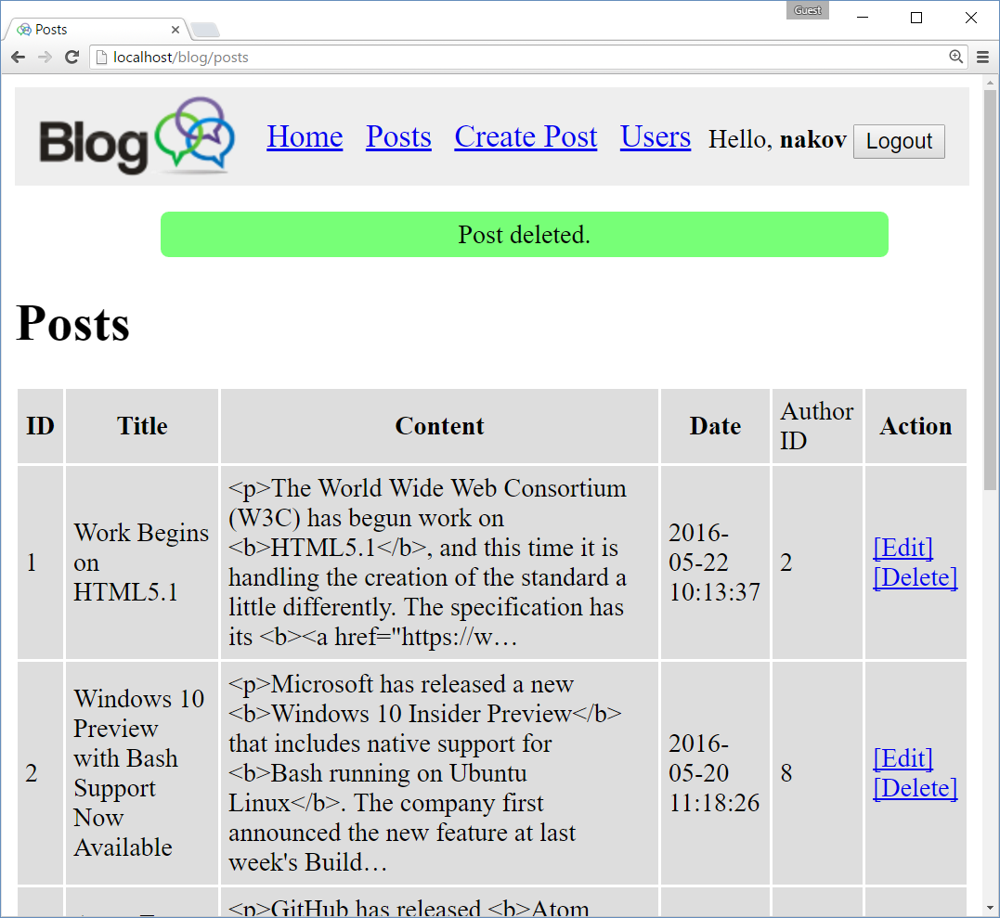 Guest
Posts
localhost/blog/posts
Blog Home Posts Create Post Users Hello, nakov Logout
Post deleted.
Posts
ID Title Content Date Author ID Action
1
Work Begins
on
HTML5.1
<p>The World Wide Web Consortium
(W3C) has begun work on
<b>HTML5.1</b>, and this time it is
handling the creation of the standard a
little differently. The specification has
its <b><a href="https://w…
2016-
05-22
10:13:37
2
[Edit]
[Delete]
2
Windows 10
Preview
with Bash
Support
Now
Available
<p>Microsoft has released a new
<b>Windows 10 Insider Preview</b>
that includes native support for
<b>Bash running on Ubuntu
Linux</b>. The company first
announced the new feature at last
week's Build…
2016-
05-20
11:18:26
8
[Edit]
[Delete]
<p>GitHub has released <b>Atom